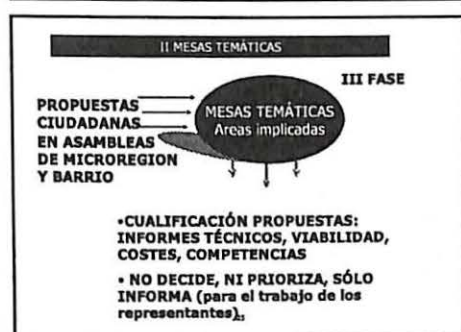 II MESAS TEMÁTICAS
III FASE
PROPUESTAS
CIUDADANAS
EN ASAMBLEAS
DE MICROREGION
Y BARRIO
MESAS TEMÁTICAS
Areas implicadas
•CUALIFICACIÓN PROPUESTAS:
INFORMES TÉCNICOS, VIABILIDAD,
COSTES, COMPETENCIAS
• NO DECIDE, NI PRIORIZA, SÓLO
INFORMA (para el trabajo de los
representantes).